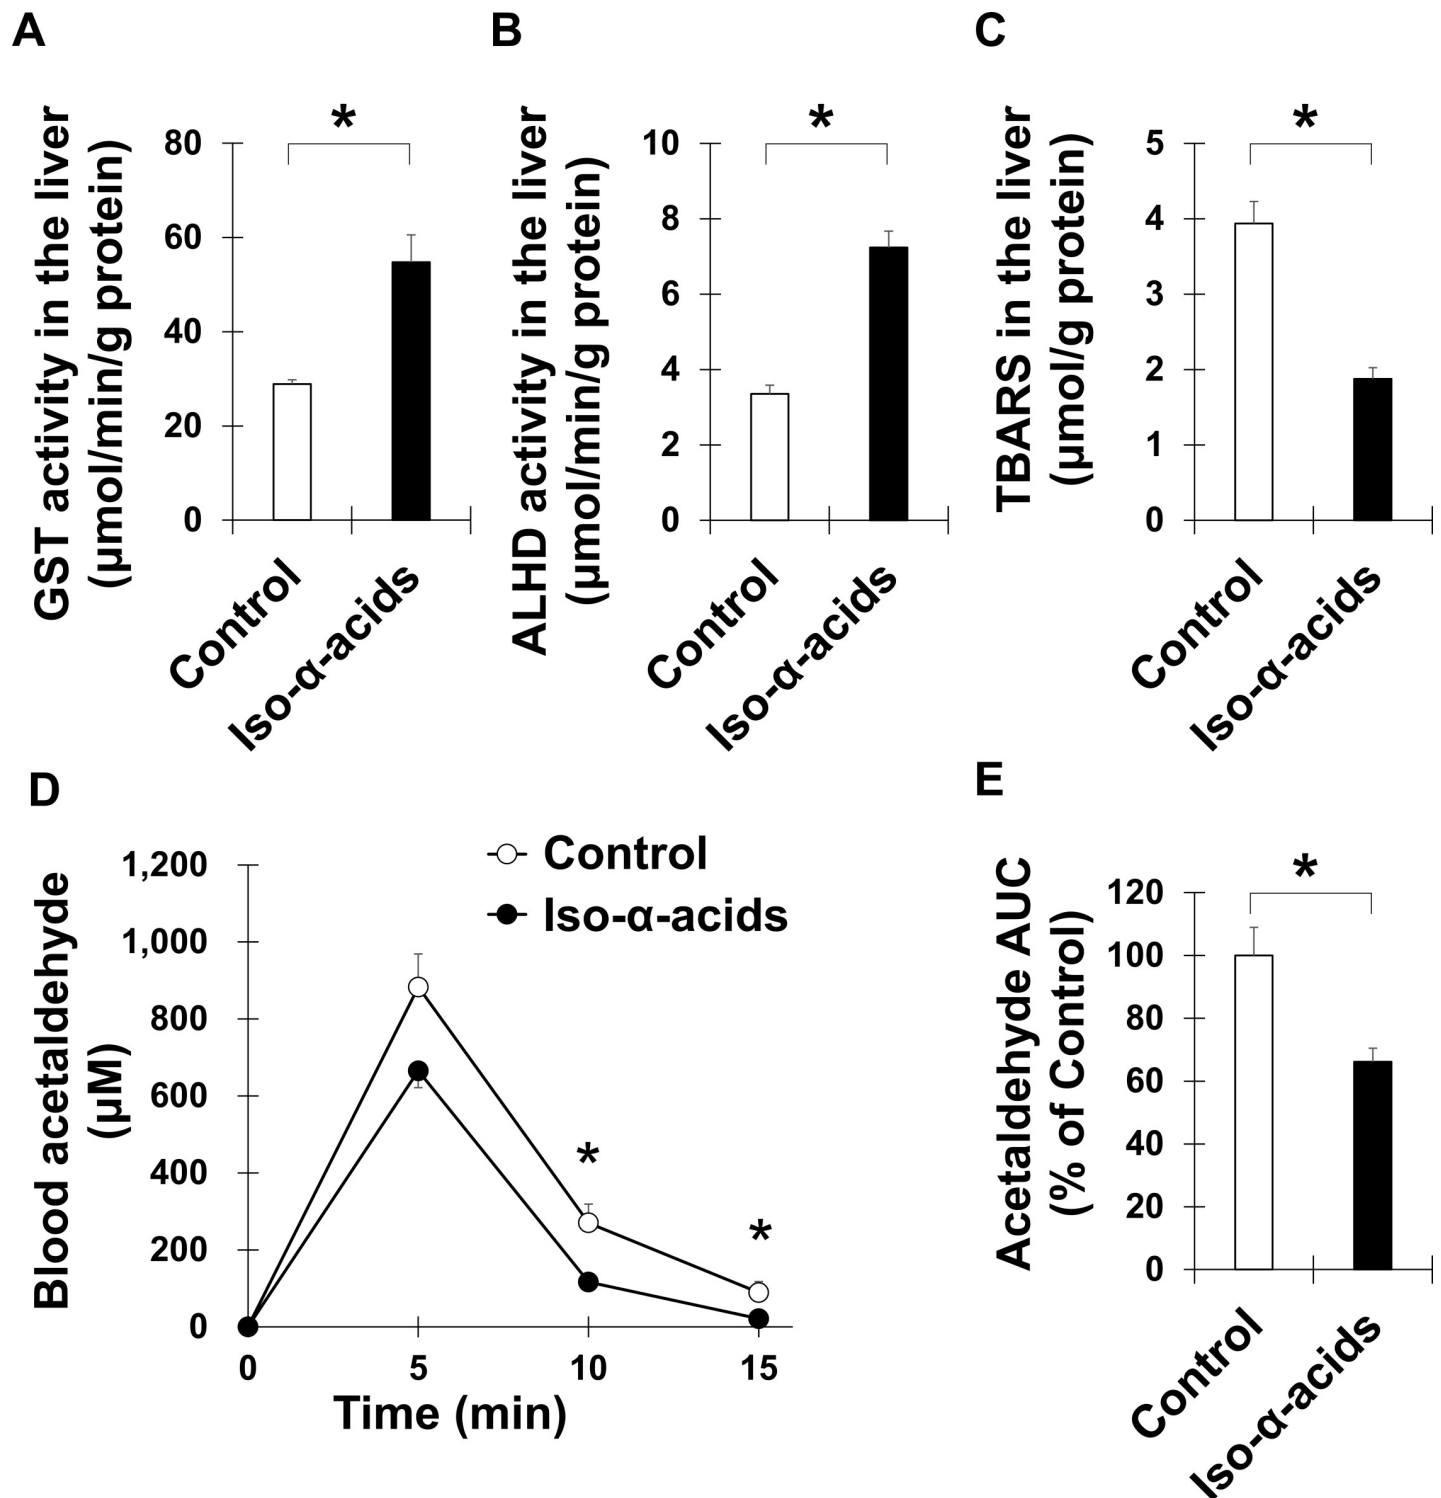 A
GST activity in the liver
(μmol/min/g protein)
80
60
40
20
0
*
Control
Iso-α-acids
B
ALHD activity in the liver
(μmol/min/g protein)
10
8
6
4
2
0
*
Control
Iso-α-acids
C
TBARS in the liver
(μmol/g protein)
5
4
3
2
1
0
*
Control
Iso-α-acids
D
Blood acetaldehyde
(μM)
1,200
1,000
800
600
400
200
0
Control
Iso-α-acids
*
*
0 5 10 15
Time (min)
E
Acetaldehyde AUC
(% of Control)
120
100
80
60
40
20
0
*
Control
Iso-α-acids